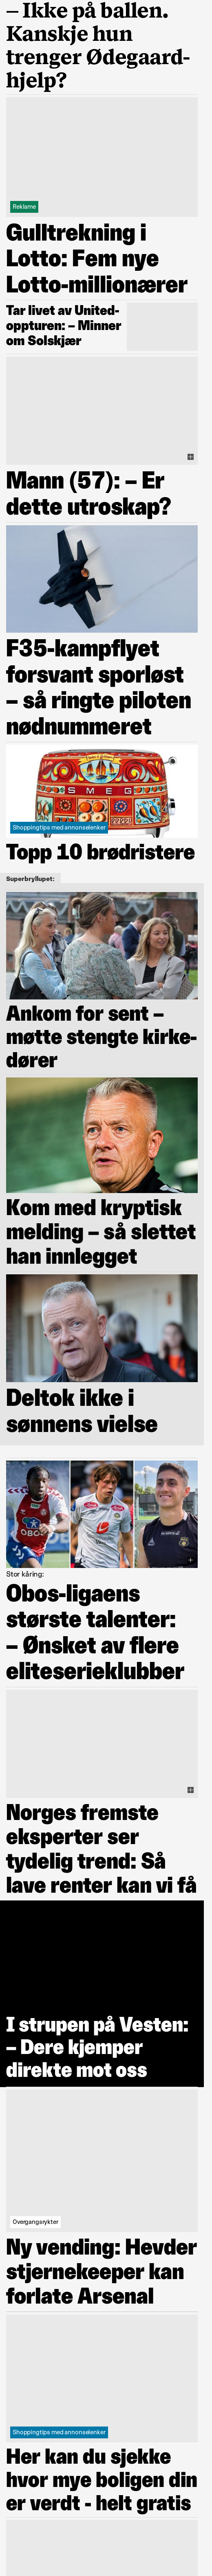 – Ikke på ballen.
Kanskje hun
trenger Ødegaard-
hjelp?
Reklame
Gulltrekning i
Lotto: Fem nye
Lotto-millionærer
Tar livet av United-
oppturen: – Minner
om Solskjær
Mann (57): – Er
dette utroskap?
F35-kampflyet
forsvant sporløst
– så ringte piloten
nødnummeret
SMEG
Shoppingtips med annonselenker
Topp 10 brødristere
Superbryllupet:
Ankom for sent –
møtte stengte kirke-
dører
Kom med kryptisk
melding – så slettet
han innlegget
Deltok ikke i
sønnens vielse
OBOS
Stor kåring:
Obos-ligaens
største talenter:
– Ønsket av flere
eliteserieklubber
Norges fremste
eksperter ser
tydelig trend: Så
lave renter kan vi få
I strupen på Vesten:
– Dere kjemper
direkte mot oss
Overgangsrykter
Ny vending: Hevder
stjernekeeper kan
forlate Arsenal
Shoppingtips med annonselenker
Her kan du sjekke
hvor mye boligen din
er verdt - helt gratis